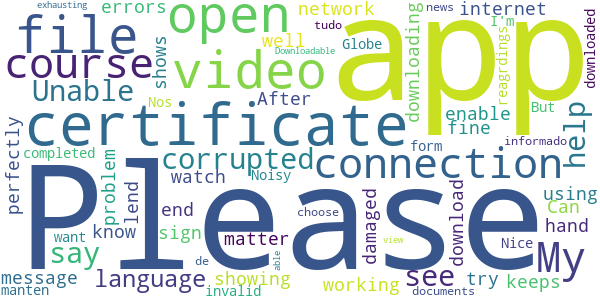 exhausting
errors
open
network
tudo
news
internet
I'm
app
file
shows
well
Globe
Downloadable
downloading
reagrdings
downloaded
course
video
Unable
Nos
After
enable
But
fine
help
certificate
perfectly
completed
problem
lend
corrupted
watch
Noisy
connection
form
informado
Please
say
know
end
sign
matter
choose
damaged
see
download
want
de
able
using
Can
hand
Nice
My
message
manten
language
showing
invalid
working
view
try
documents
keeps